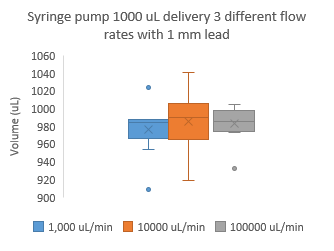 Syringe pump 1000 uL delivery 3 different flow
rates with 1 mm lead
1060
1040
1020
1000
980
960
940
920
900
Volume (uL)
1,000 uL/min 10000 uL/min 100000 uL/min